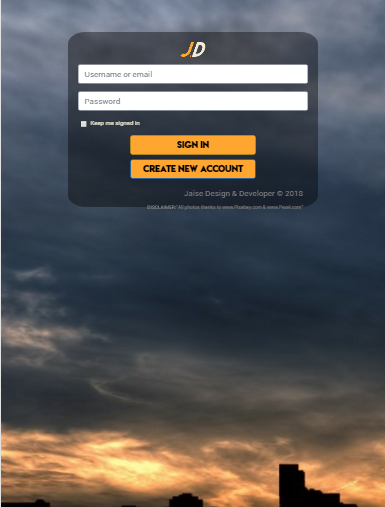 JD
Username or email
Password
Keep me signed in
SIGN IN
CREATE NEW ACCOUNT
Jaise Design & Developer © 2018
DISCLAIMER:"All photos thanks to www.Pixabay.com & www.Pexel.com"